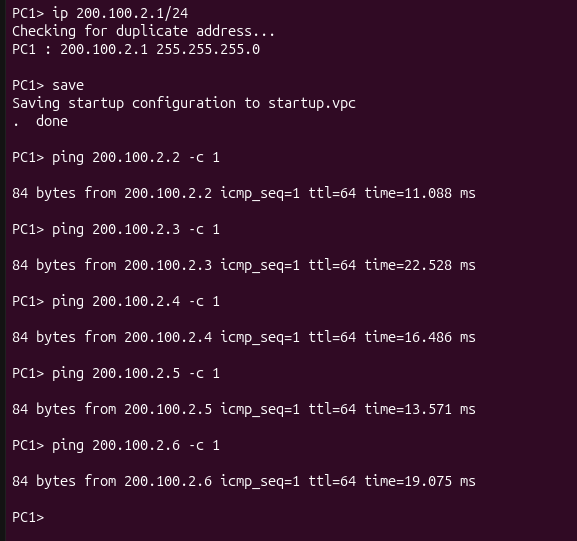 PC1> ip 200.100.2.1/24
Checking for duplicate address...
PC1 : 200.100.2.1 255.255.255.0
PC1> save
Saving startup configuration to startup.vpc
.  done
PC1> ping 200.100.2.2 -c 1
84 bytes from 200.100.2.2 icmp_seq=1 ttl=64 time=11.088 ms
PC1> ping 200.100.2.3 -c 1
84 bytes from 200.100.2.3 icmp_seq=1 ttl=64 time=22.528 ms
PC1> ping 200.100.2.4 -c 1
84 bytes from 200.100.2.4 icmp_seq=1 ttl=64 time=16.486 ms
PC1> ping 200.100.2.5 -c 1
84 bytes from 200.100.2.5 icmp_seq=1 ttl=64 time=13.571 ms
PC1> ping 200.100.2.6 -c 1
84 bytes from 200.100.2.6 icmp_seq=1 ttl=64 time=19.075 ms
PC1>